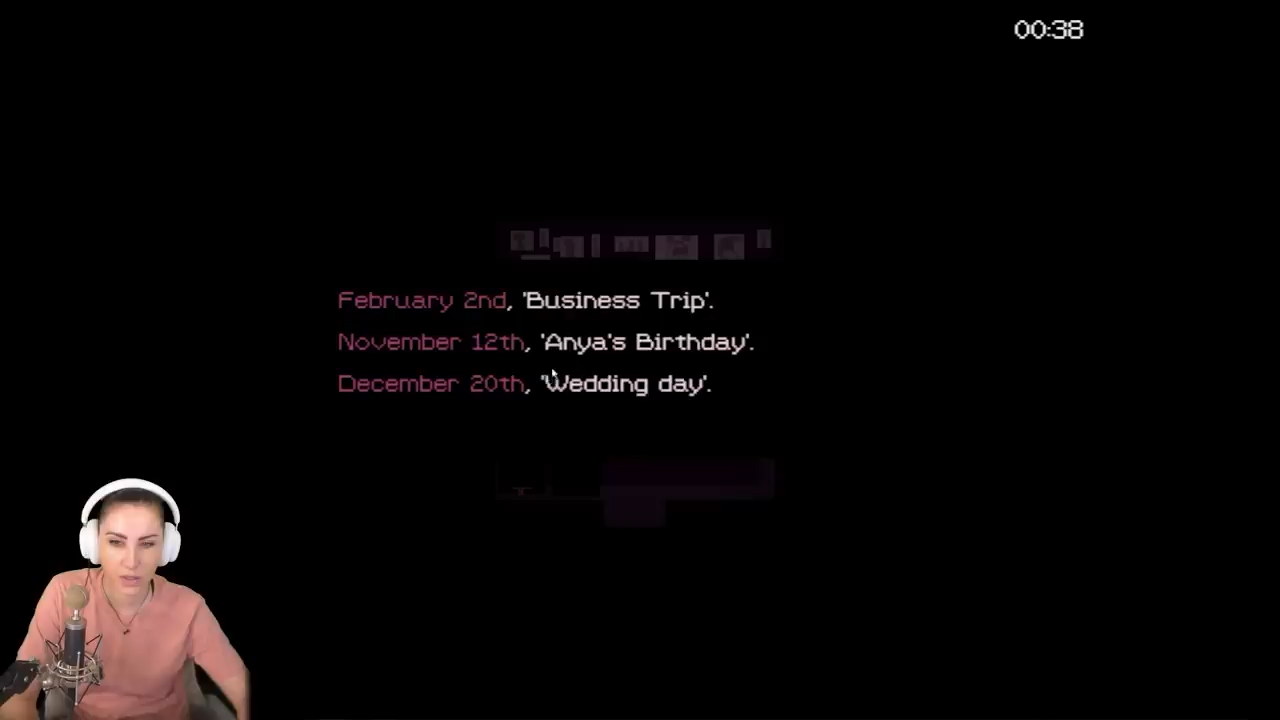 00:38
February 2nd, 'Business Trip'.
November 12th, 'Anya's Birthday'.
December 20th, 'Wedding day'.